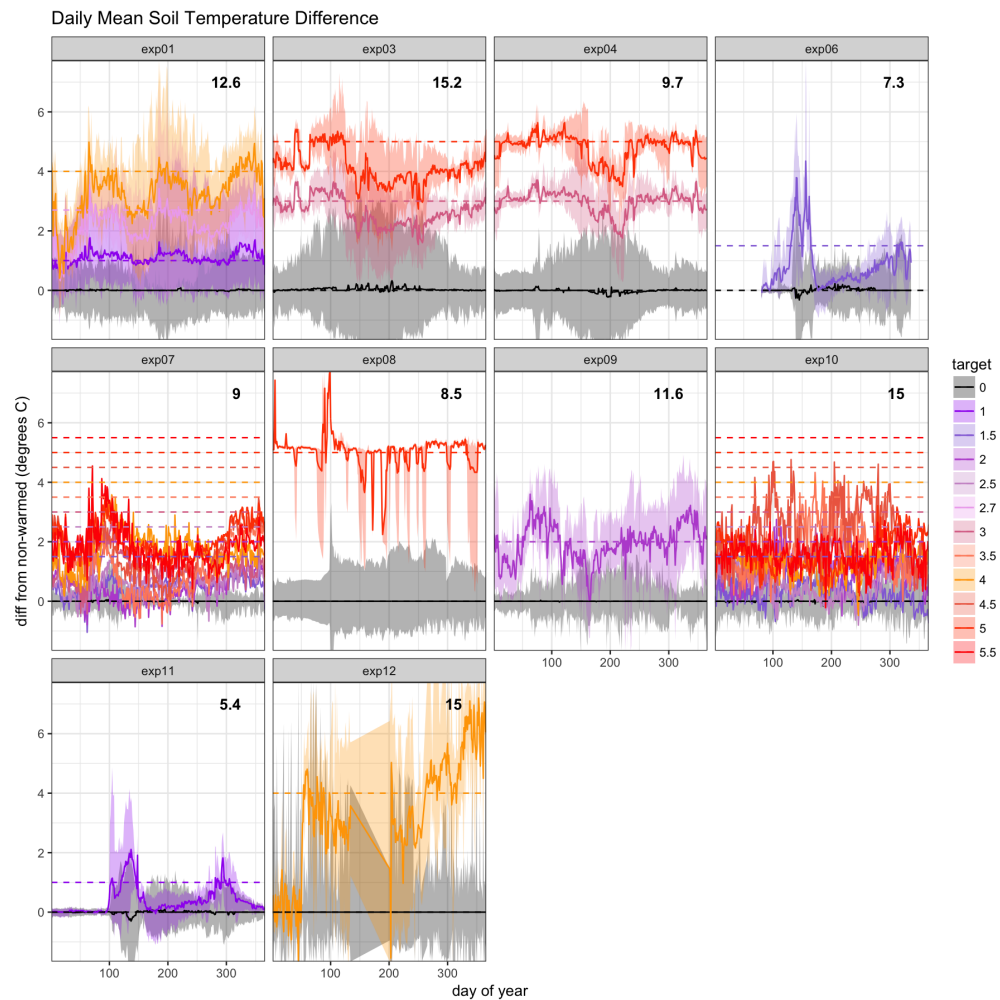 Daily Mean Soil Temperature Difference
exp01 exp03 exp04 exp06
12.6 15.2 9.7 7.3
6
4
2
0
exp07 exp08 exp09 exp10
9 8.5 11.6 15
6
4
2
0
100 200 300 100 200 300
exp11 exp12
5.4 15
6
4
2
0
100 200 300 100 200 300
day of year
diff from non-warmed (degrees C)
target
0
1
1.5
2
2.5
2.7
3
3.5
4
4.5
5
5.5